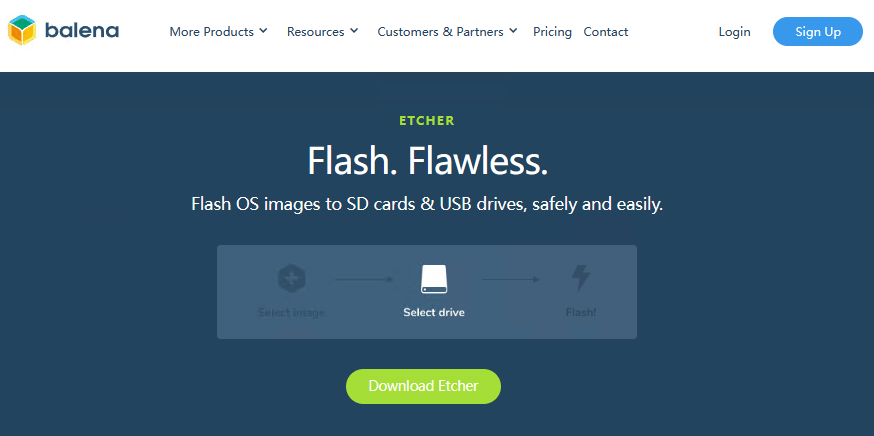 balena
More Products
Resources
Customers & Partners
Pricing
Contact
Login
Sign Up
ETCHER
Flash. Flawless.
Flash OS images to SD cards & USB drives, safely and easily.
Select image
Select drive
Flash!
Download Etcher